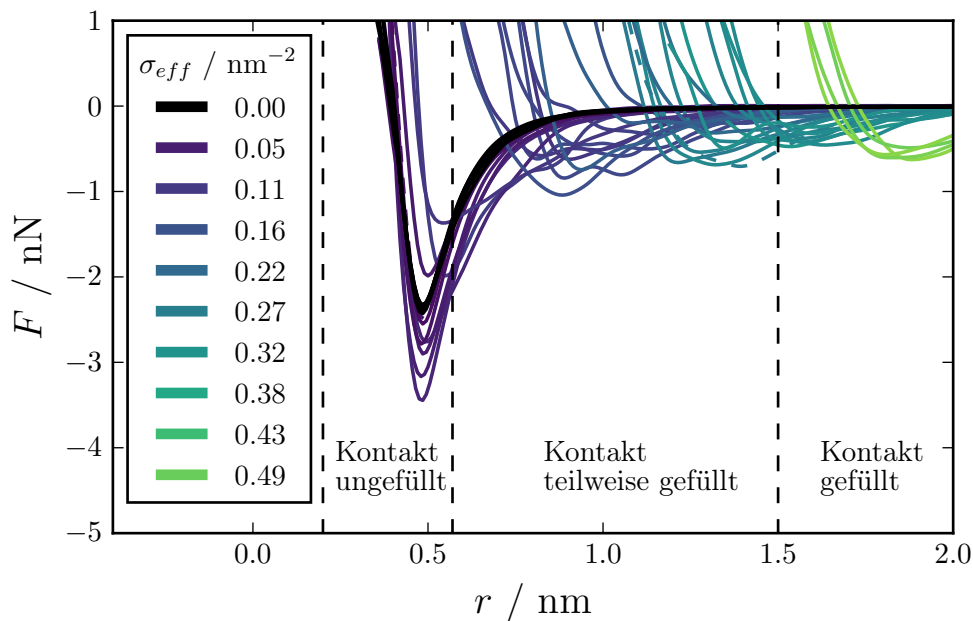 σeff / nm−2
0.00
0.05
0.11
0.16
0.22
0.27
0.32
0.38
0.43
0.49
1
0
−1
−2
−3
−4
−5
F / nN
Kontakt
ungefüllt
Kontakt
teilweise gefüllt
Kontakt
gefüllt
0.0 0.5 1.0 1.5 2.0
r / nm